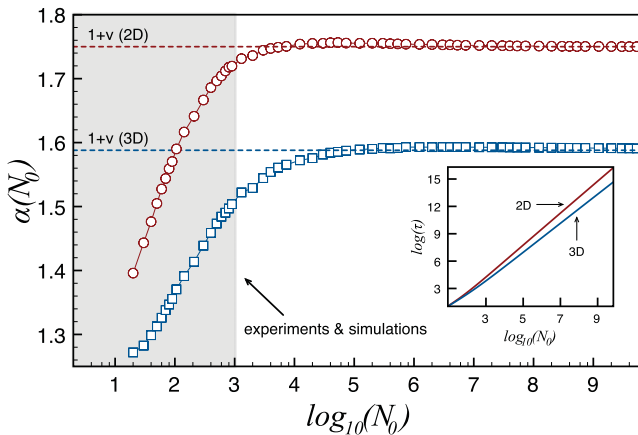 1.8
1.7
1.6
1.5
1.4
1.3
α(N₀)
1+ν (2D)
1+ν (3D)
experiments & simulations
1 2 3 4 5 6 7 8 9
log₁₀(N₀)
15
12
9
6
3
log(τ)
2D
3D
3 5 7 9
log₁₀(N₀)